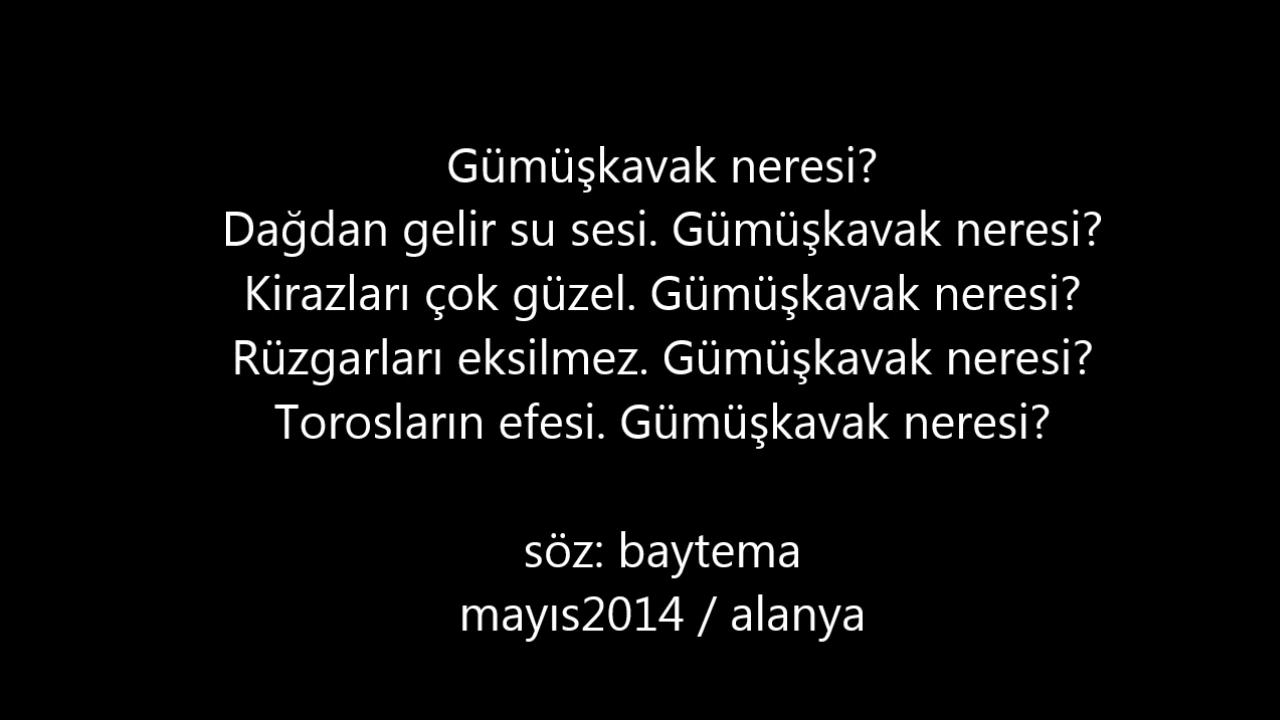 Gümüşkavak neresi?
Dağdan gelir su sesi. Gümüşkavak neresi?
Kirazları çok güzel. Gümüşkavak neresi?
Rüzgarları eksilmez. Gümüşkavak neresi?
Torosların efesi. Gümüşkavak neresi?
söz: baytema
mayıs2014 / alanya